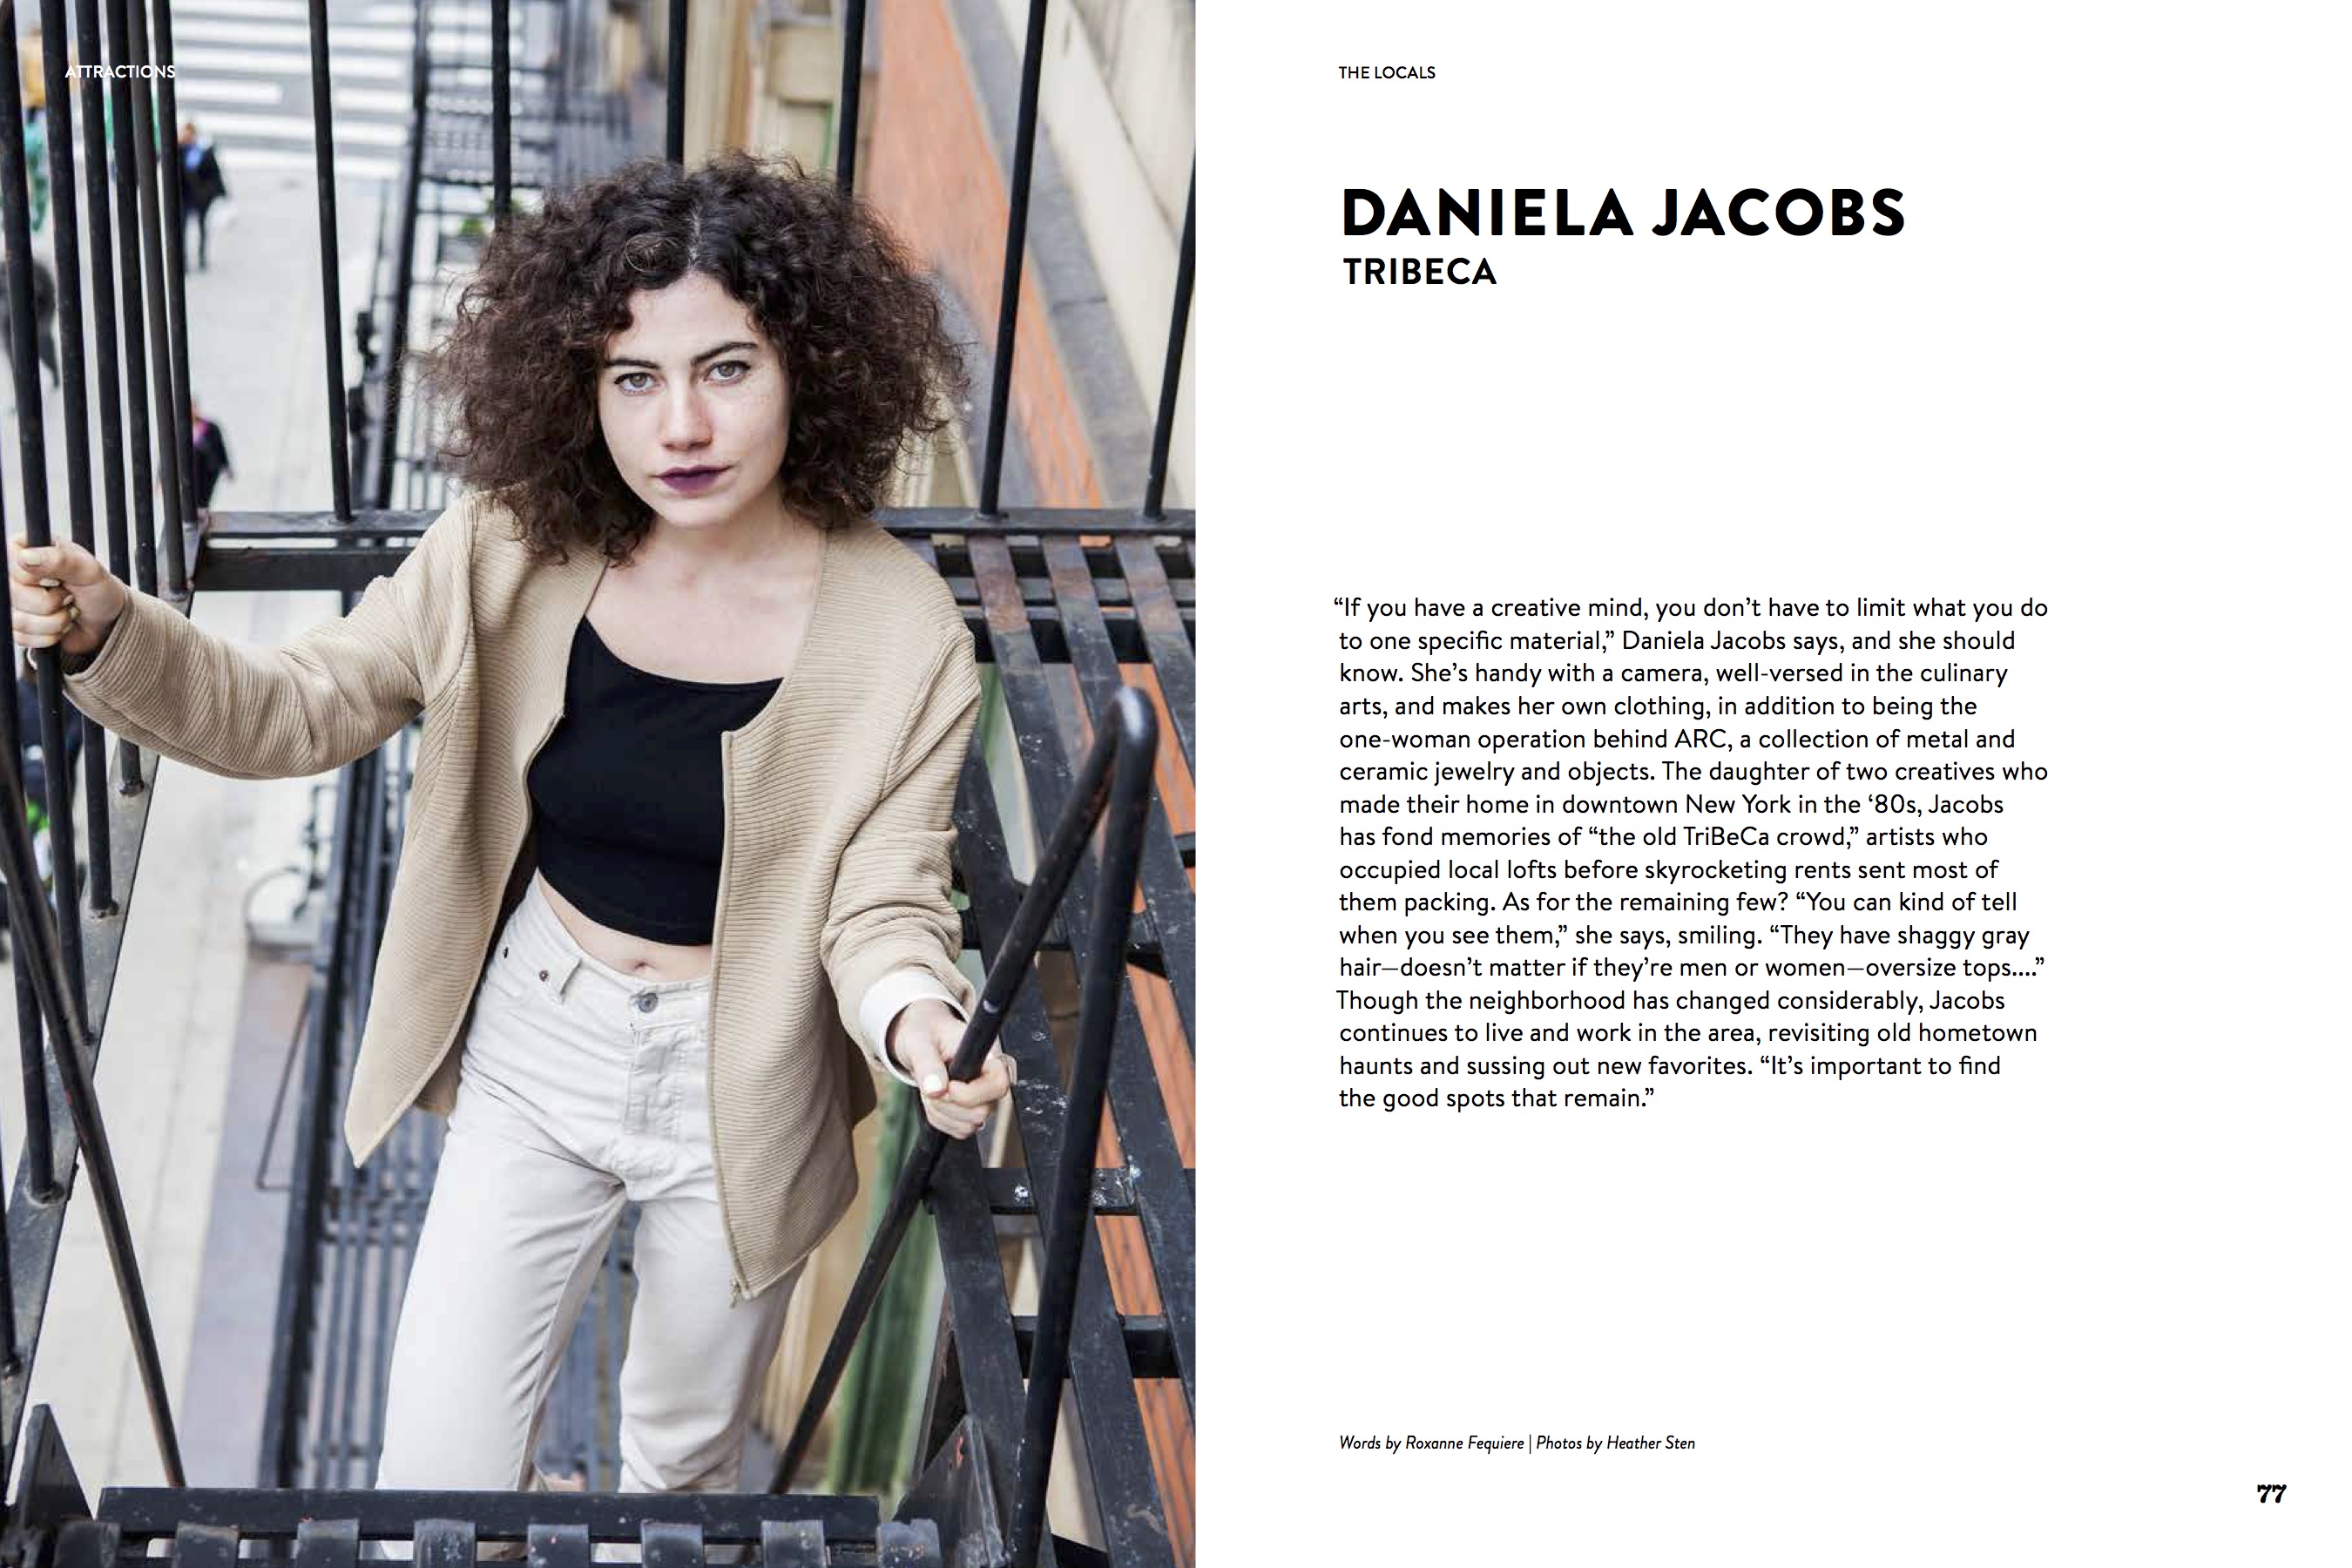 ATTRACTIONS
THE LOCALS
DANIELA JACOBS
TRIBECA
“If you have a creative mind, you don’t have to limit what you do
to one specific material,” Daniela Jacobs says, and she should
know. She’s handy with a camera, well-versed in the culinary
arts, and makes her own clothing, in addition to being the
one-woman operation behind ARC, a collection of metal and
ceramic jewelry and objects. The daughter of two creatives who
made their home in downtown New York in the ‘80s, Jacobs
has fond memories of “the old TriBeCa crowd,” artists who
occupied local lofts before skyrocketing rents sent most of
them packing. As for the remaining few? “You can kind of tell
when you see them,” she says, smiling. “They have shaggy gray
hair—doesn’t matter if they’re men or women—oversize tops....”
Though the neighborhood has changed considerably, Jacobs
continues to live and work in the area, revisiting old hometown
haunts and sussing out new favorites. “It’s important to find
the good spots that remain.”
Words by Roxanne Fequiere | Photos by Heather Sten
77